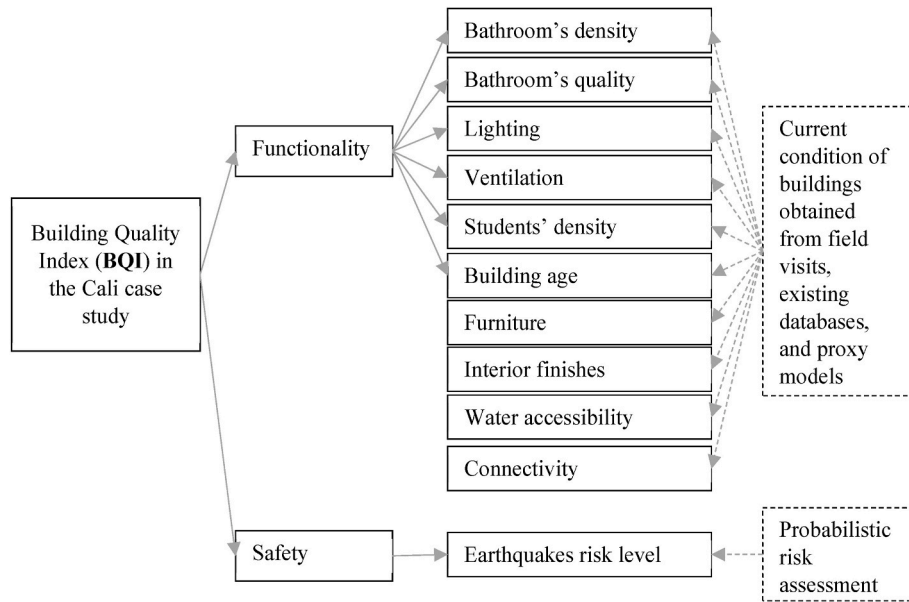 Building Quality
Index (BQI) in
the Cali case
study
Functionality
Safety
Bathroom’s density
Bathroom’s quality
Lighting
Ventilation
Students’ density
Building age
Furniture
Interior finishes
Water accessibility
Connectivity
Earthquakes risk level
Current
condition of
buildings
obtained
from field
visits,
existing
databases,
and proxy
models
Probabilistic
risk
assessment